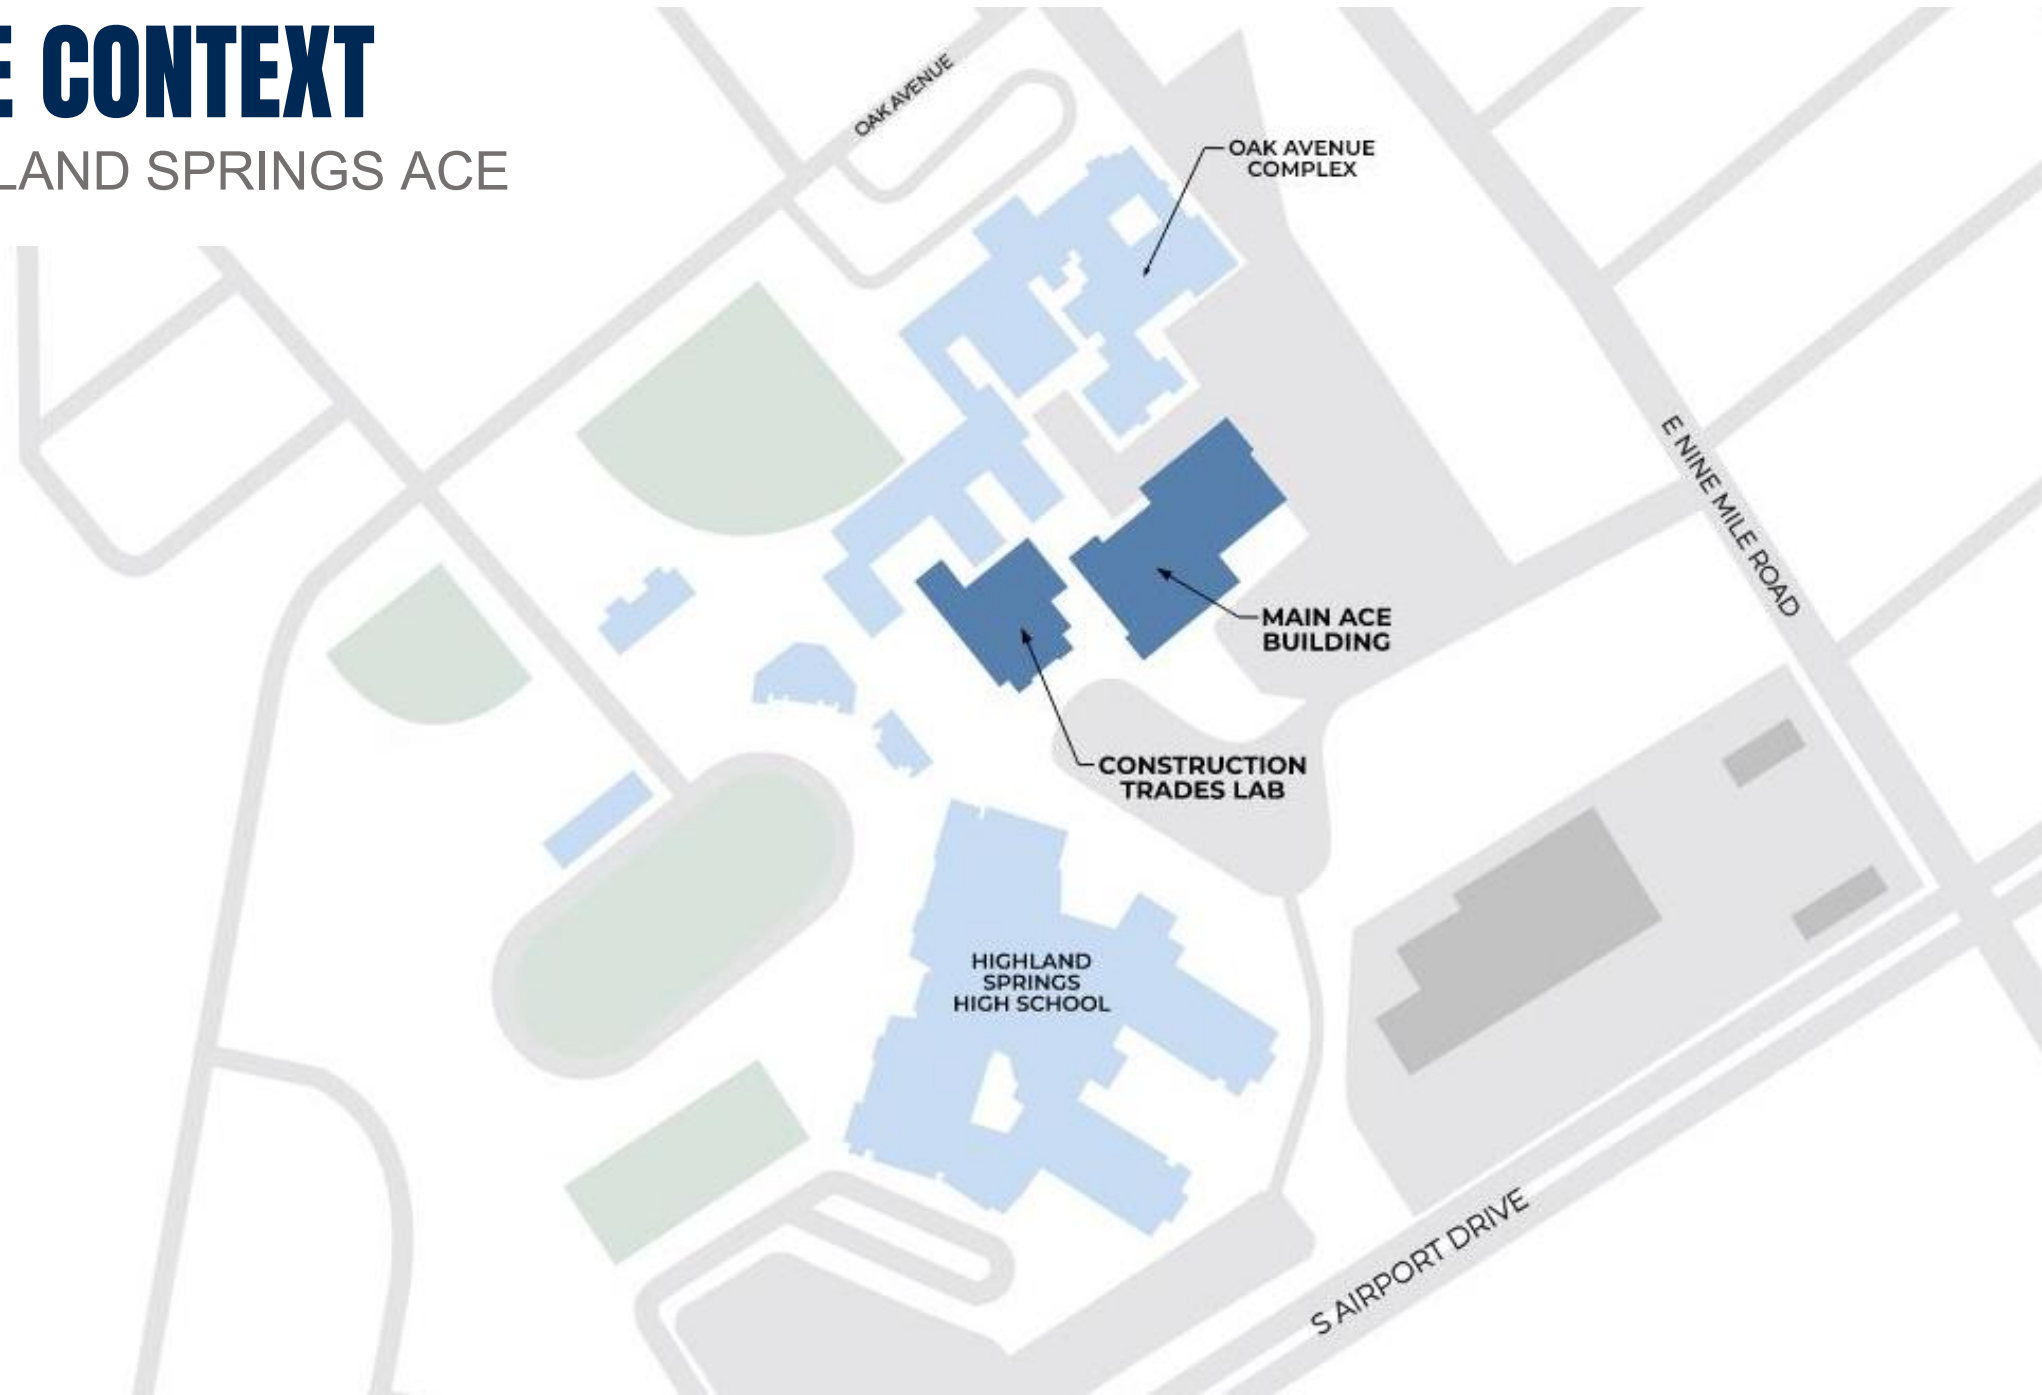 E CONTEXT
LAND SPRINGS ACE
OAK AVENUE
OAK AVENUE
COMPLEX
E NINE MILE ROAD
MAIN ACE
BUILDING
CONSTRUCTION
TRADES LAB
HIGHLAND
SPRINGS
HIGH SCHOOL
S AIRPORT DRIVE